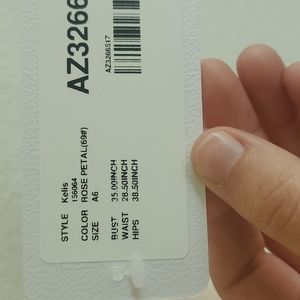 AZ3266
AZ3266517
STYLE Kelis
156064
COLOR ROSE PETAL(69#)
SIZE A6
BUST 35.00INCH
WAIST 28.50INCH
HIPS 38.50INCH